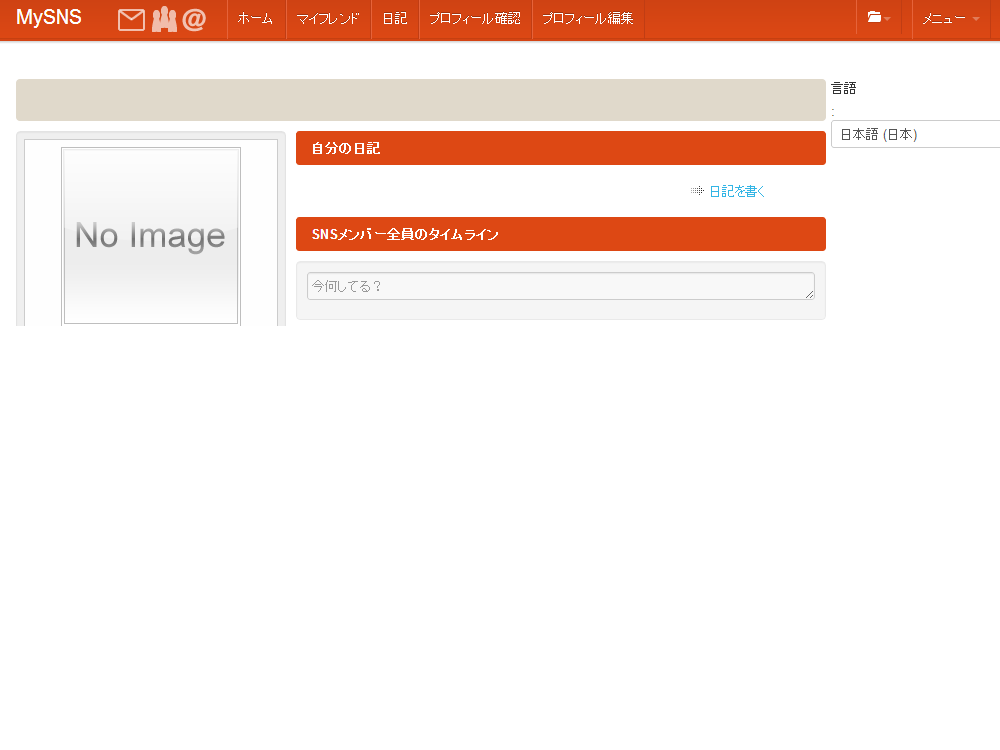 MySNS @ ホーム マイフレンド 日記 プロフィール確認 プロフィール編集 メニュー
言語
:
日本語 (日本)
No Image
自分の日記
日記を書く
SNSメンバー全員のタイムライン
今何してる？